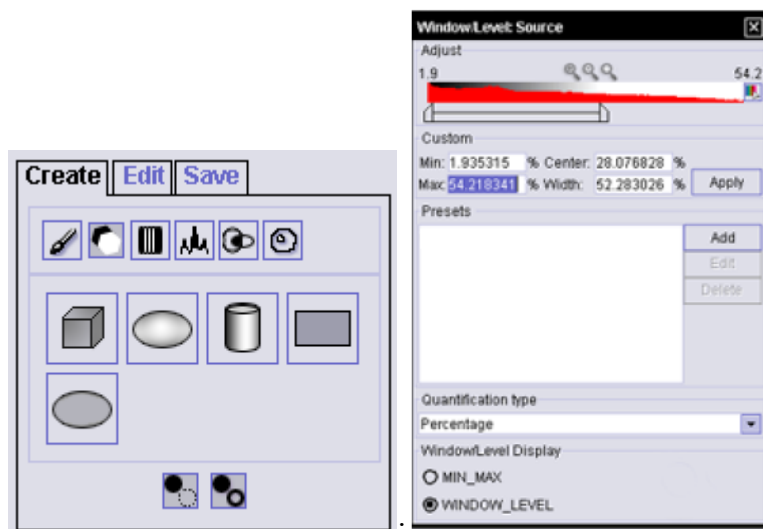 Create Edit Save
Window/Level: Source
Adjust
1.9 54.2
Custom
Min: 1.935315 % Center: 28.076828 %
Max: 54.218341 % Width: 52.283026 % Apply
Presets
Add
Edit
Delete
Quantification type
Percentage
Window/Level Display
MIN_MAX
WINDOW_LEVEL